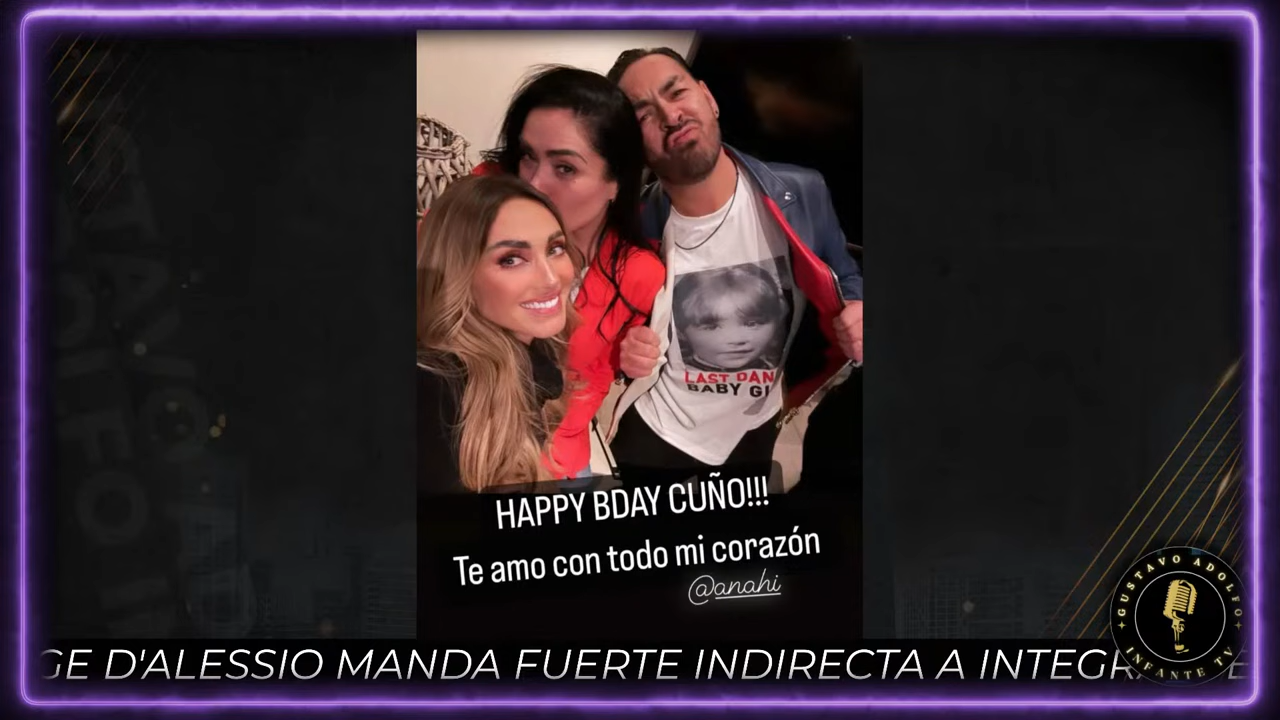 LAST DAN
BABY GI
HAPPY BDAY CUÑO!!!
Te amo con todo mi corazón
@anahi
GE D'ALESSIO MANDA FUERTE INDIRECTA A INTEGRA
GUSTAVO ADOLFO
INFANTE TV